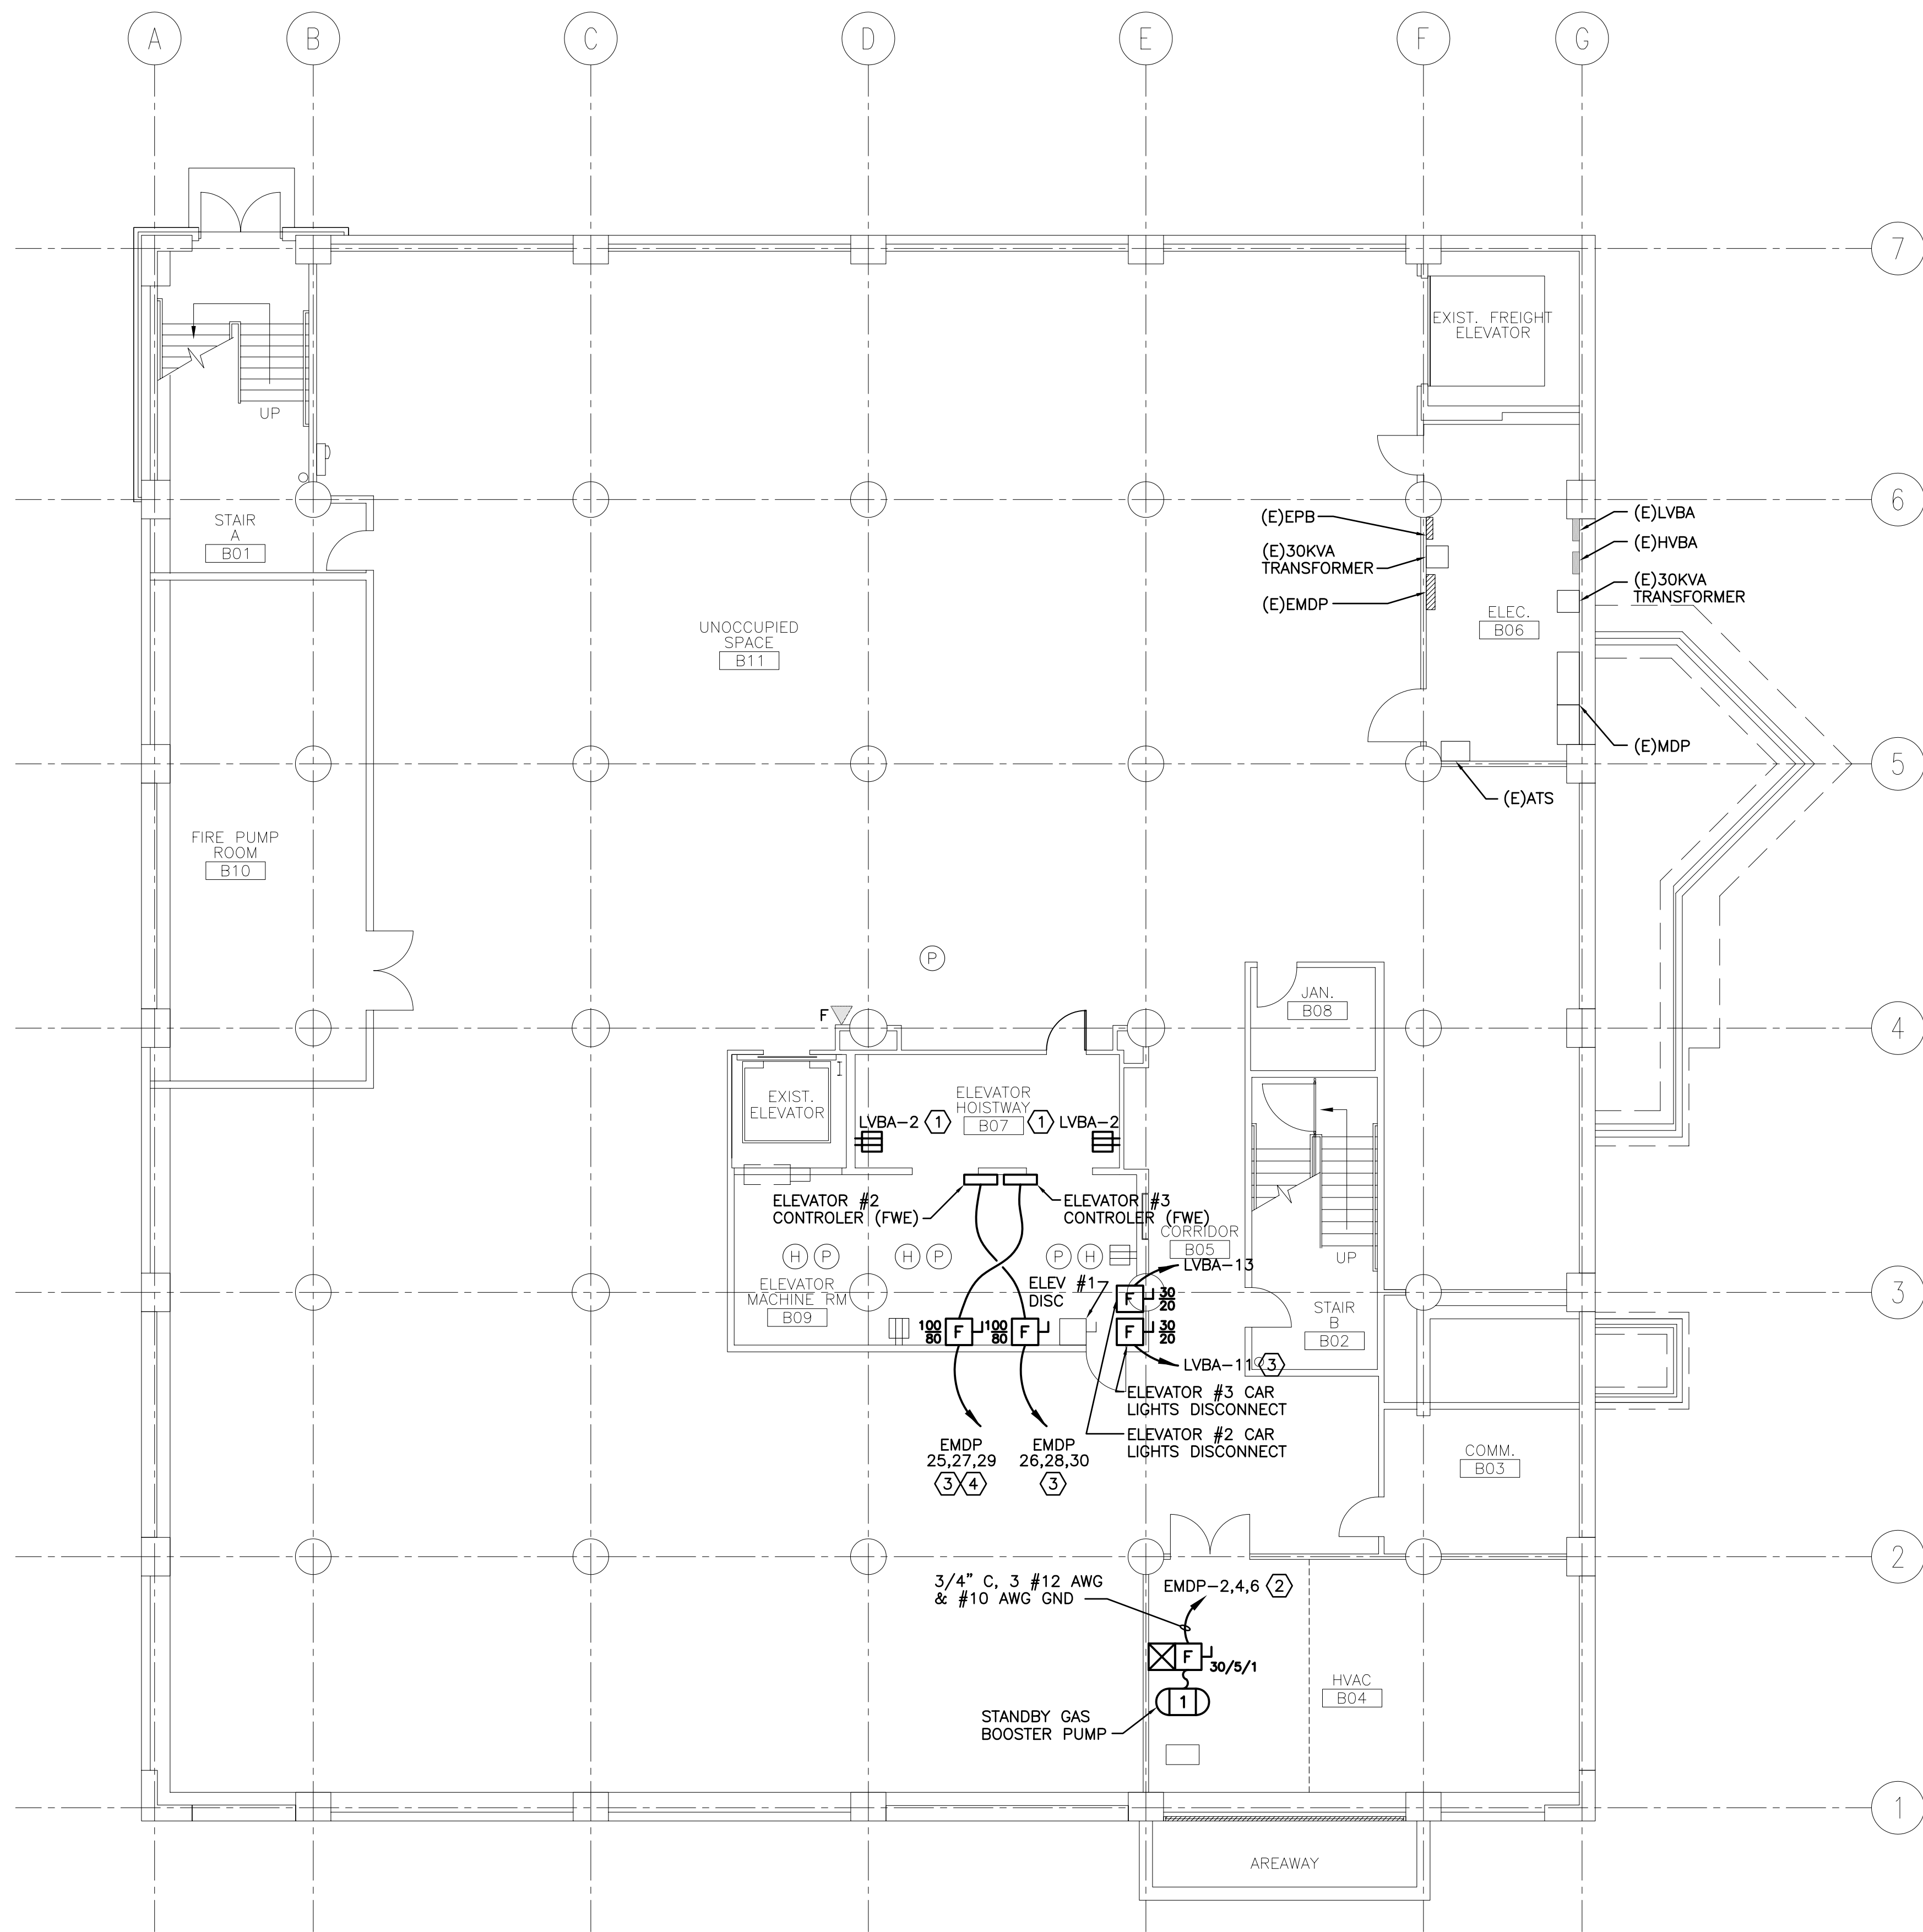 A
B
C
D
E
F
G
7
EXIST. FREIGHT
ELEVATOR
UP
6
STAIR
A
B01
(E)EPB
(E)30KVA
TRANSFORMER
(E)EMDP
(E)LVBA
(E)HVBA
(E)30KVA
TRANSFORMER
ELEC.
B06
UNOCCUPIED
SPACE
B11
(E)MDP
5
(E)ATS
FIRE PUMP
ROOM
B10
P
JAN.
B08
F
4
EXIST.
ELEVATOR
ELEVATOR
HOISTWAY
B07
LVBA-2
1
1
LVBA-2
ELEVATOR #2
CONTROLER (FWE)
ELEVATOR #3
CONTROLER (FWE)
CORRIDOR
B05
UP
H
P
H
P
P
H
LVBA-13
ELEVATOR
MACHINE RM
B09
ELEV #1
DISC
F
30
20
3
STAIR
B
B02
100
80
F
100
80
F
F
30
20
LVBA-11
3
ELEVATOR #3 CAR
LIGHTS DISCONNECT
ELEVATOR #2 CAR
LIGHTS DISCONNECT
EMDP
25,27,29
3
4
EMDP
26,28,30
3
COMM.
B03
2
3/4" C, 3 #12 AWG
& #10 AWG GND
EMDP-2,4,6
2
F
30/5/1
1
STANDBY GAS
BOOSTER PUMP
HVAC
B04
1
AREAWAY